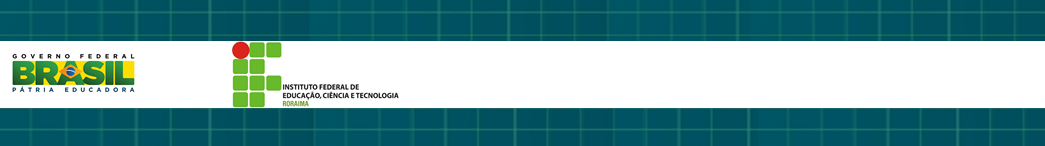 GOVERNO FEDERAL
BRASIL
PÁTRIA EDUCADORA
INSTITUTO FEDERAL DE
EDUCAÇÃO, CIÊNCIA E TECNOLOGIA
RORAIMA